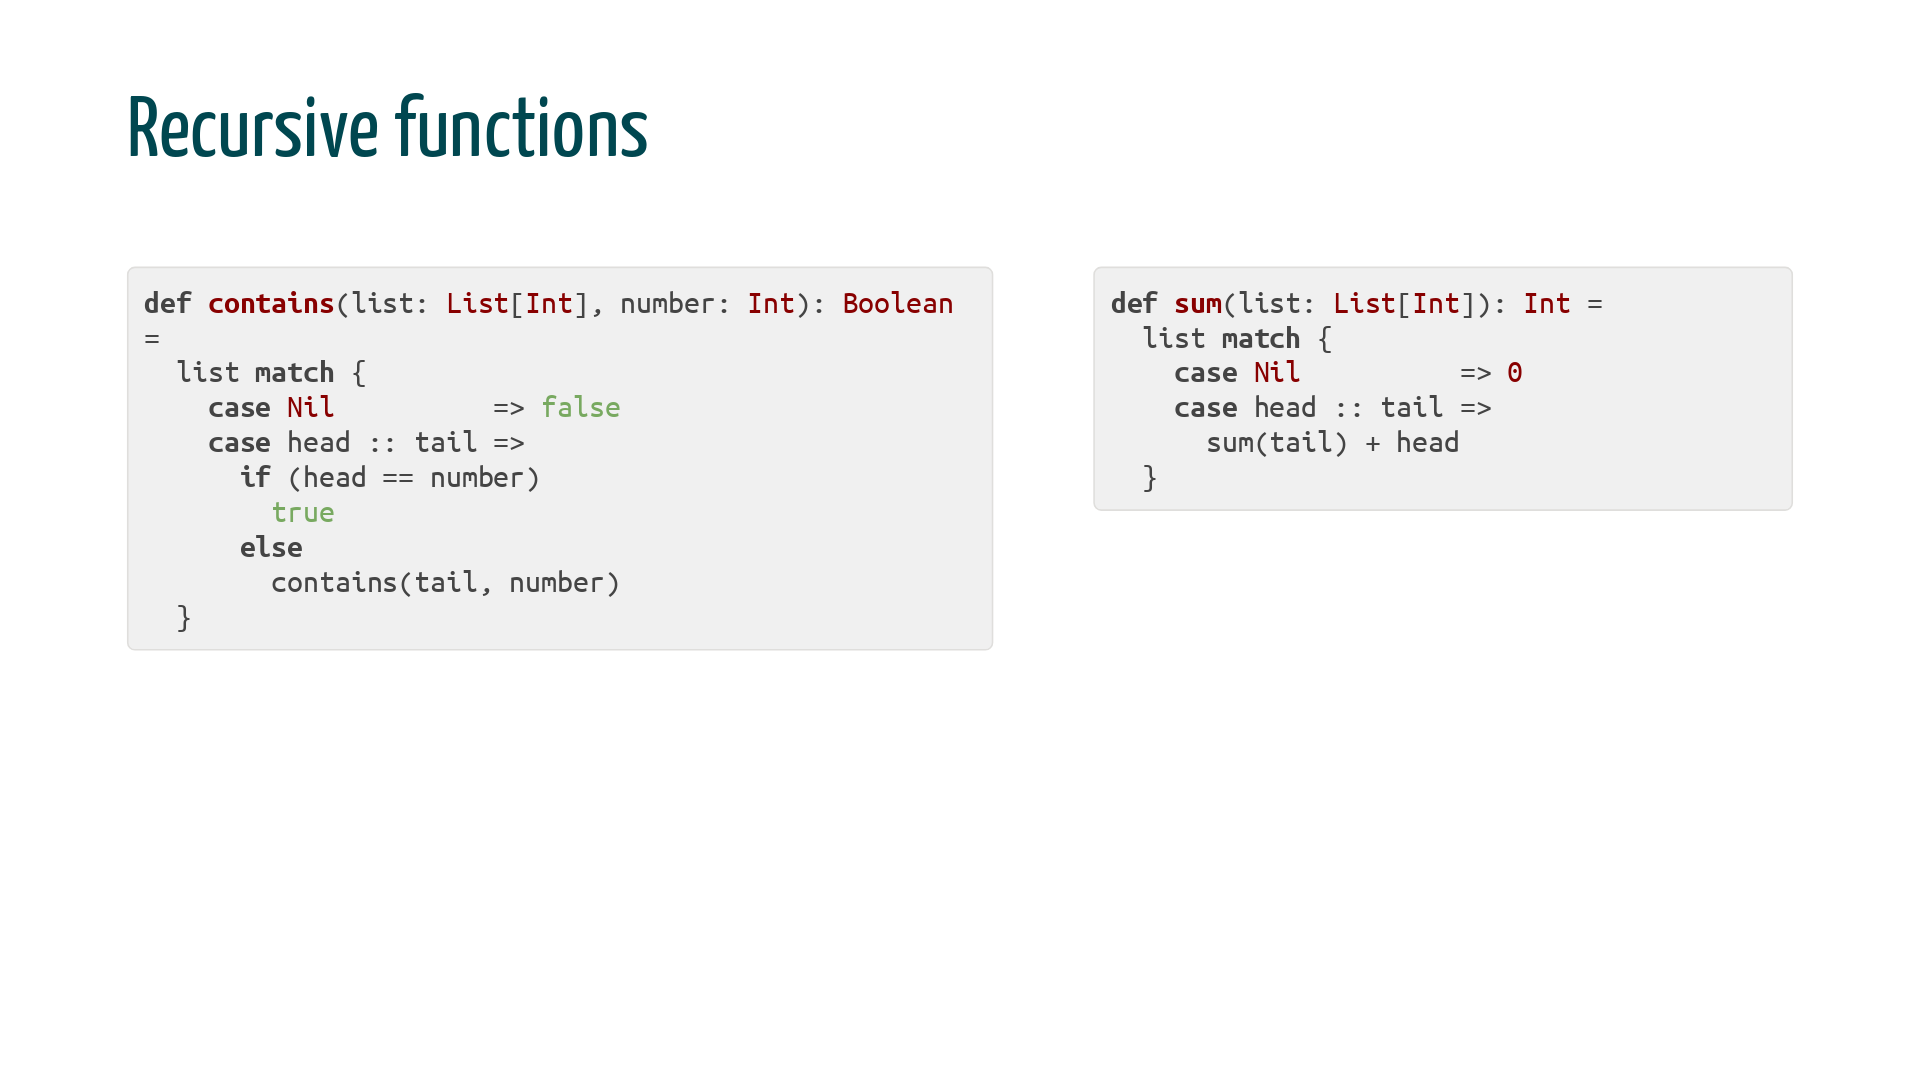 Recursive functions
def contains(list: List[Int], number: Int): Boolean
=
  list match {
    case Nil          => false
    case head :: tail =>
      if (head == number)
        true
      else
        contains(tail, number)
  }
def sum(list: List[Int]): Int =
  list match {
    case Nil          => 0
    case head :: tail =>
      sum(tail) + head
  }